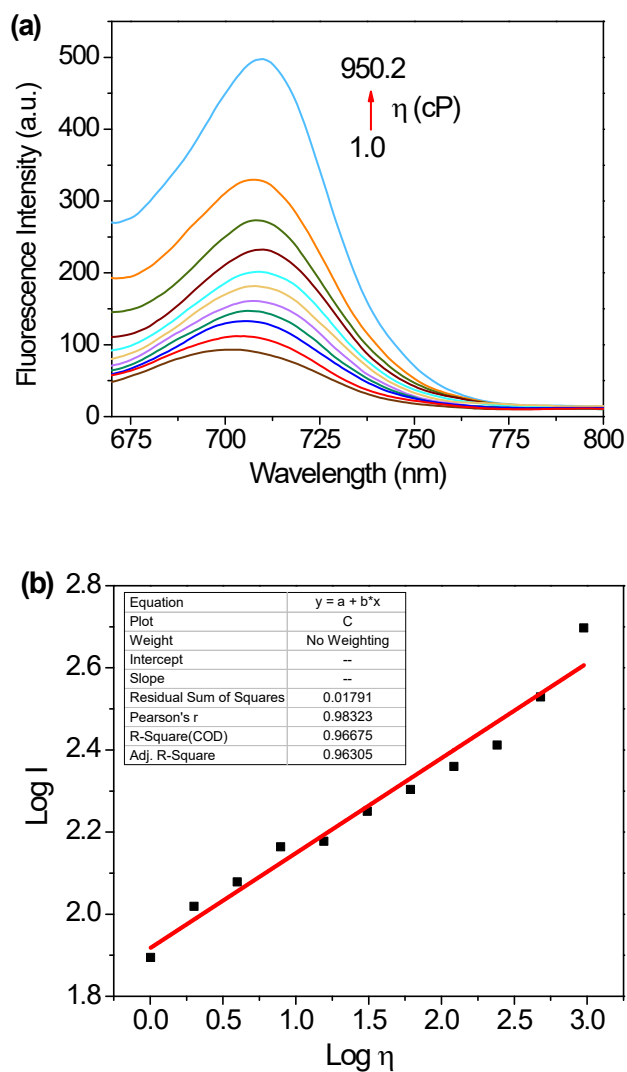 (a)
950.2
η (cP)
1.0
500
400
300
200
100
0
Fluorescence Intensity (a.u.)
675 700 725 750 775 800
Wavelength (nm)
(b)
2.8
2.6
2.4
2.2
2.0
1.8
Log I
Equation y = a + b*x
Plot C
Weight No Weighting
Intercept --
Slope --
Residual Sum of Squares 0.01791
Pearson's r 0.98323
R-Square(COD) 0.96675
Adj. R-Square 0.96305
0.0 0.5 1.0 1.5 2.0 2.5 3.0
Log η